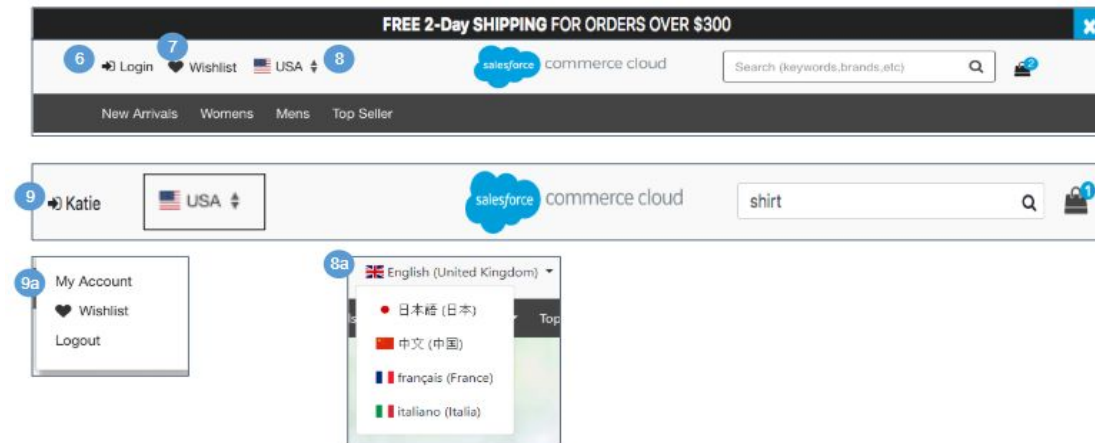 FREE 2-Day SHIPPING FOR ORDERS OVER $300
6 Login 7 Wishlist USA 8 salesforce commerce cloud Search (keywords,brands,etc) 2
New Arrivals Womens Mens Top Seller
9 Katie USA salesforce commerce cloud shirt 1
9a
My Account
Wishlist
Logout
8a English (United Kingdom)
日本語 (日本)
Top
中文 (中国)
français (France)
italiano (Italia)